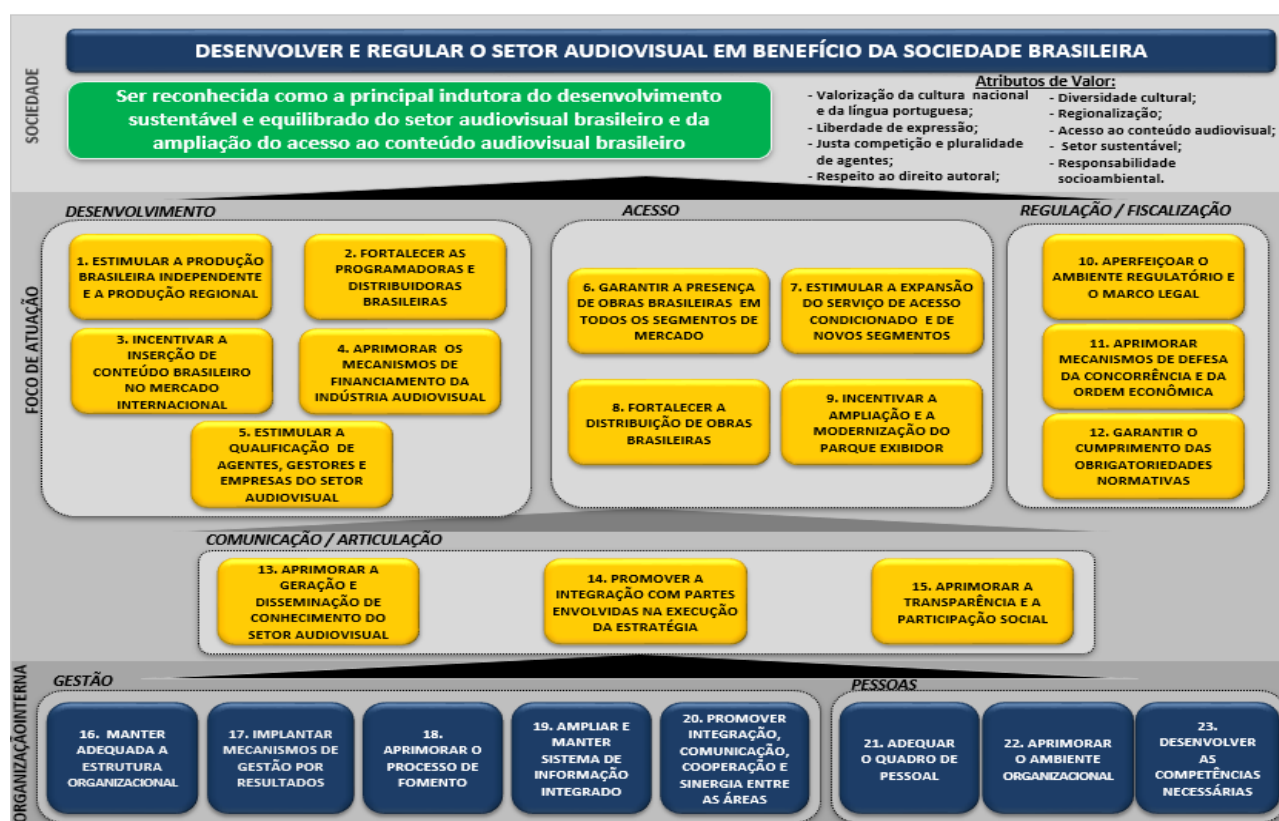 SOCIEDADE
DESENVOLVER E REGULAR O SETOR AUDIOVISUAL EM BENEFÍCIO DA SOCIEDADE BRASILEIRA
Ser reconhecida como a principal indutora do desenvolvimento
sustentável e equilibrado do setor audiovisual brasileiro e da
ampliação do acesso ao conteúdo audiovisual brasileiro
Atributos de Valor:
- Valorização da cultura nacional
e da língua portuguesa;
- Liberdade de expressão;
- Justa competição e pluralidade
de agentes;
- Respeito ao direito autoral;
- Diversidade cultural;
- Regionalização;
- Acesso ao conteúdo audiovisual;
- Setor sustentável;
- Responsabilidade
socioambiental.
FOCO DE ATUAÇÃO
DESENVOLVIMENTO
1. ESTIMULAR A PRODUÇÃO
BRASILEIRA INDEPENDENTE
E A PRODUÇÃO REGIONAL
2. FORTALECER AS
PROGRAMADORAS E
DISTRIBUIDORAS
BRASILEIRAS
3. INCENTIVAR A
INSERÇÃO DE
CONTEÚDO BRASILEIRO
NO MERCADO
INTERNACIONAL
4. APRIMORAR OS
MECANISMOS DE
FINANCIAMENTO DA
INDÚSTRIA AUDIOVISUAL
5. ESTIMULAR A
QUALIFICAÇÃO DE
AGENTES, GESTORES E
EMPRESAS DO SETOR
AUDIOVISUAL
ACESSO
6. GARANTIR A PRESENÇA
DE OBRAS BRASILEIRAS EM
TODOS OS SEGMENTOS DE
MERCADO
7. ESTIMULAR A EXPANSÃO
DO SERVIÇO DE ACESSO
CONDICIONADO E DE
NOVOS SEGMENTOS
8. FORTALECER A
DISTRIBUIÇÃO DE OBRAS
BRASILEIRAS
9. INCENTIVAR A
AMPLIAÇÃO E A
MODERNIZAÇÃO DO
PARQUE EXIBIDOR
REGULAÇÃO / FISCALIZAÇÃO
10. APERFEIÇOAR O
AMBIENTE REGULATÓRIO E
O MARCO LEGAL
11. APRIMORAR
MECANISMOS DE DEFESA
DA CONCORRÊNCIA E DA
ORDEM ECONÔMICA
12. GARANTIR O
CUMPRIMENTO DAS
OBRIGATORIEDADES
NORMATIVAS
COMUNICAÇÃO / ARTICULAÇÃO
13. APRIMORAR A
GERAÇÃO E
DISSEMINAÇÃO DE
CONHECIMENTO DO
SETOR AUDIOVISUAL
14. PROMOVER A
INTEGRAÇÃO COM PARTES
ENVOLVIDAS NA EXECUÇÃO
DA ESTRATÉGIA
15. APRIMORAR A
TRANSPARÊNCIA E A
PARTICIPAÇÃO SOCIAL
ORGANIZAÇÃOINTERNA
GESTÃO
16. MANTER
ADEQUADA A
ESTRUTURA
ORGANIZACIONAL
17. IMPLANTAR
MECANISMOS DE
GESTÃO POR
RESULTADOS
18.
APRIMORAR O
PROCESSO DE
FOMENTO
19. AMPLIAR E
MANTER
SISTEMA DE
INFORMAÇÃO
INTEGRADO
20. PROMOVER
INTEGRAÇÃO,
COMUNICAÇÃO,
COOPERAÇÃO E
SINERGIA ENTRE
AS ÁREAS
PESSOAS
21. ADEQUAR
O QUADRO DE
PESSOAL
22. APRIMORAR
O AMBIENTE
ORGANIZACIONAL
23.
DESENVOLVER
AS
COMPETÊNCIAS
NECESSÁRIAS